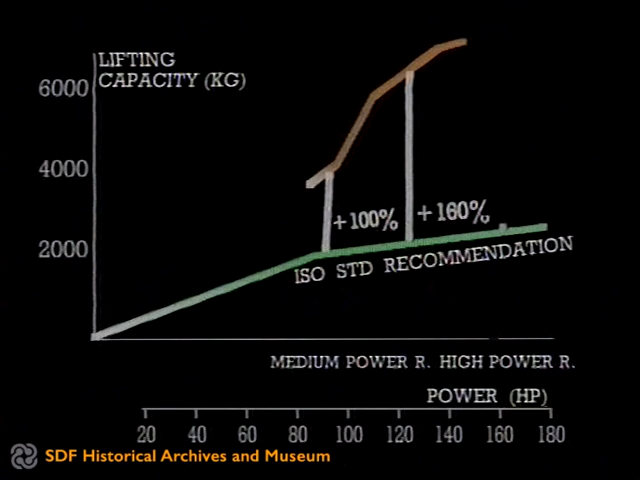 LIFTING
CAPACITY (KG)
6000
4000
2000
+100%
+160%
ISO STD RECOMMENDATION
MEDIUM POWER R. HIGH POWER R.
POWER (HP)
20 40 60 80 100 120 140 160 180
SDF Historical Archives and Museum